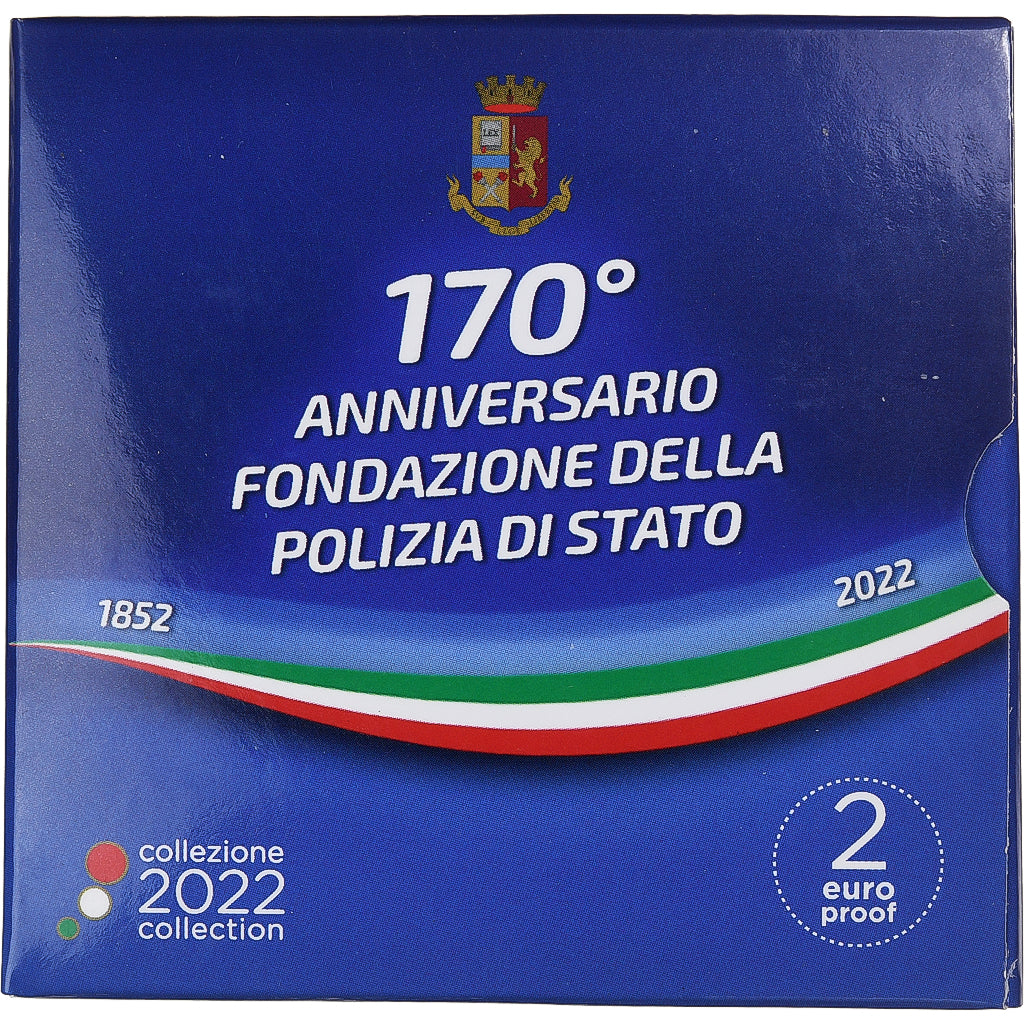 170°
ANNIVERSARIO
FONDAZIONE DELLA
POLIZIA DI STATO
1852
2022
collezione
2022
collection
2
euro
proof